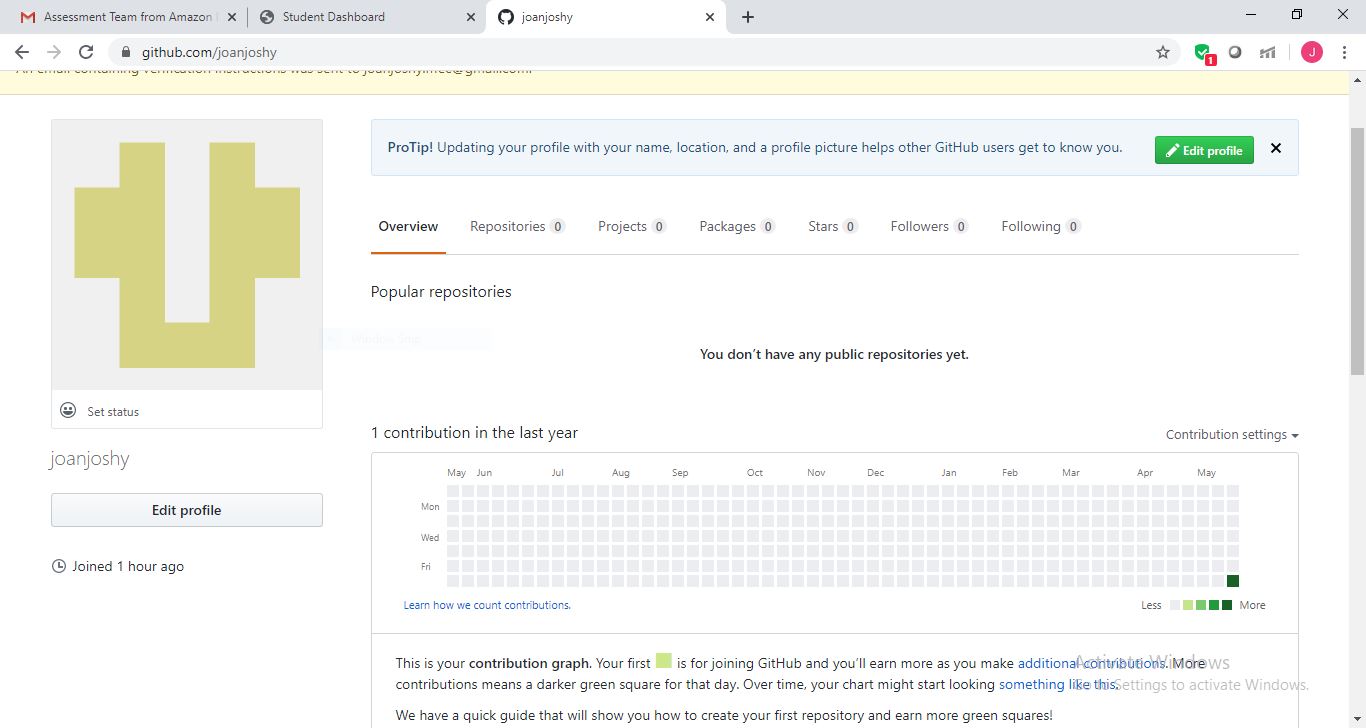 Assessment Team from Amazon
Student Dashboard
joanjoshy
github.com/joanjoshy
1
J
An email containing verification instructions was sent to
ProTip! Updating your profile with your name, location, and a profile picture helps other GitHub users get to know you.
Edit profile
Overview
Repositories 0
Projects 0
Packages 0
Stars 0
Followers 0
Following 0
Popular repositories
Window Snip
You don't have any public repositories yet.
Set status
joanjoshy
Edit profile
Joined 1 hour ago
1 contribution in the last year
Contribution settings
May Jun Jul Aug Sep Oct Nov Dec Jan Feb Mar Apr May
Mon
Wed
Fri
Learn how we count contributions.
Less More
This is your contribution graph. Your first is for joining GitHub and you'll earn more as you make additional contributions. More
contributions means a darker green square for that day. Over time, your chart might start looking something like this.
We have a quick guide that will show you how to create your first repository and earn more green squares!
Activate Windows
Go to Settings to activate Windows.